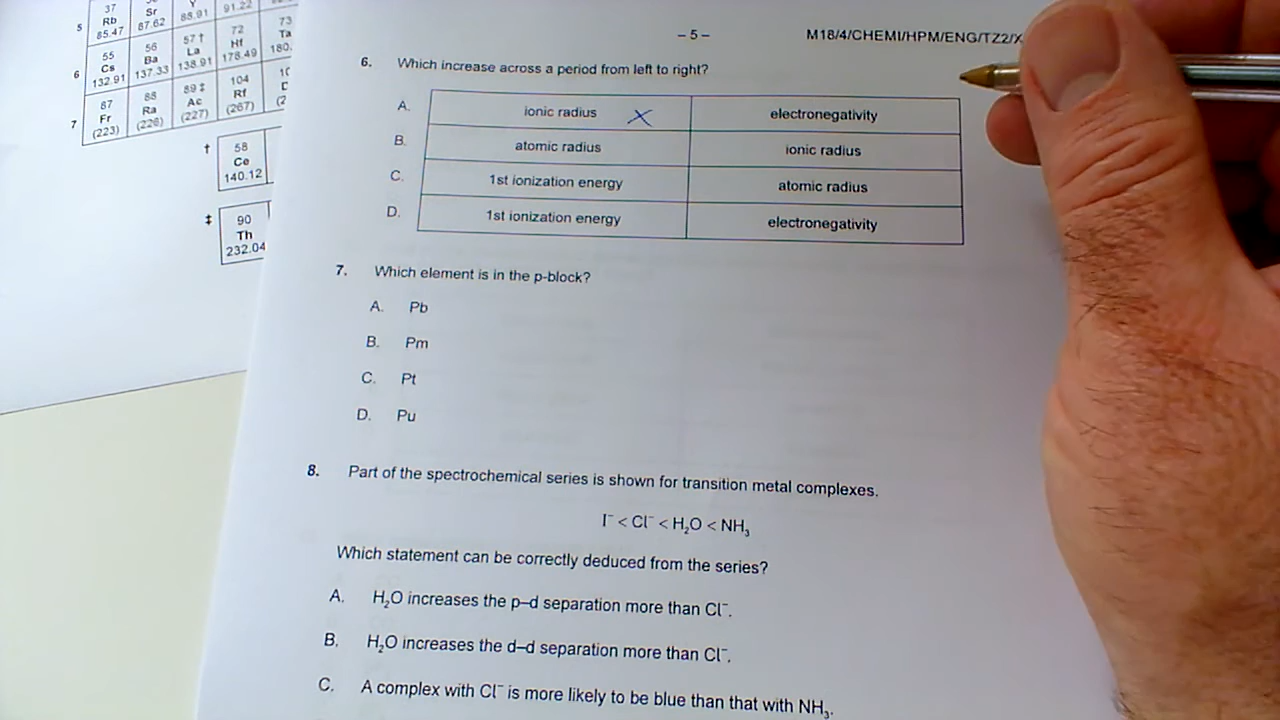 5
37
Rb
85.47
Sr
87.62
Y
88.91
91.22
6
55
Cs
132.91
56
Ba
137.33
57 †
La
138.91
72
Hf
178.49
73
Ta
180.
7
87
Fr
(223)
88
Ra
(226)
89 ‡
Ac
(227)
104
Rf
(267)
†
58
Ce
140.12
‡
90
Th
232.04
– 5 –
M18/4/CHEMI/HPM/ENG/TZ2/X
6. Which increase across a period from left to right?
A. ionic radius X electronegativity
B. atomic radius ionic radius
C. 1st ionization energy atomic radius
D. 1st ionization energy electronegativity
7. Which element is in the p-block?
A. Pb
B. Pm
C. Pt
D. Pu
8. Part of the spectrochemical series is shown for transition metal complexes.
I⁻ < Cl⁻ < H₂O < NH₃
Which statement can be correctly deduced from the series?
A. H₂O increases the p–d separation more than Cl⁻.
B. H₂O increases the d–d separation more than Cl⁻.
C. A complex with Cl⁻ is more likely to be blue than that with NH₃.